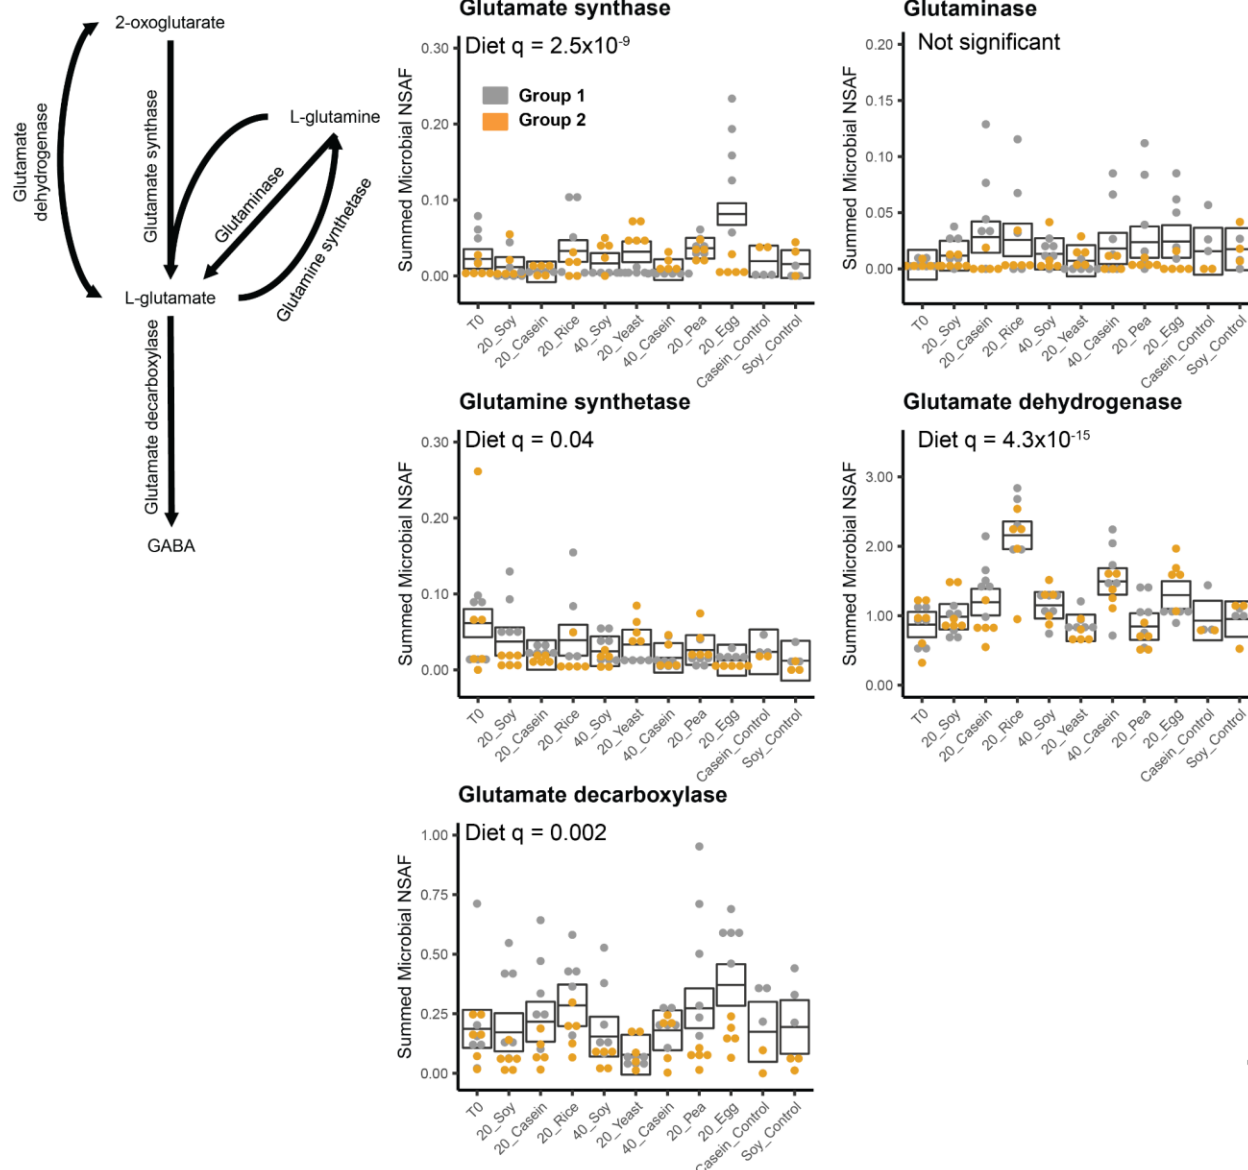 2-oxoglutarate
Glutamate
dehydrogenase
Glutamate synthase
L-glutamine
Glutaminase
Glutamine synthetase
L-glutamate
Glutamate decarboxylase
GABA
Glutamate synthase
Diet q = 2.5x10⁻⁹
Group 1
Group 2
Summed Microbial NSAF
0.30
0.20
0.10
0.00
T0
20_Soy
20_Casein
20_Rice
40_Soy
20_Yeast
40_Casein
20_Pea
20_Egg
Casein_Control
Soy_Control
Glutaminase
Not significant
Summed Microbial NSAF
0.20
0.15
0.10
0.05
0.00
T0
20_Soy
20_Casein
20_Rice
40_Soy
20_Yeast
40_Casein
20_Pea
20_Egg
Casein_Control
Soy_Control
Glutamine synthetase
Diet q = 0.04
Summed Microbial NSAF
0.30
0.20
0.10
0.00
T0
20_Soy
20_Casein
20_Rice
40_Soy
20_Yeast
40_Casein
20_Pea
20_Egg
Casein_Control
Soy_Control
Glutamate dehydrogenase
Diet q = 4.3x10⁻¹⁵
Summed Microbial NSAF
3.00
2.00
1.00
0.00
T0
20_Soy
20_Casein
20_Rice
40_Soy
20_Yeast
40_Casein
20_Pea
20_Egg
Casein_Control
Soy_Control
Glutamate decarboxylase
Diet q = 0.002
Summed Microbial NSAF
1.00
0.75
0.50
0.25
0.00
T0
20_Soy
20_Casein
20_Rice
40_Soy
20_Yeast
40_Casein
20_Pea
20_Egg
Casein_Control
Soy_Control